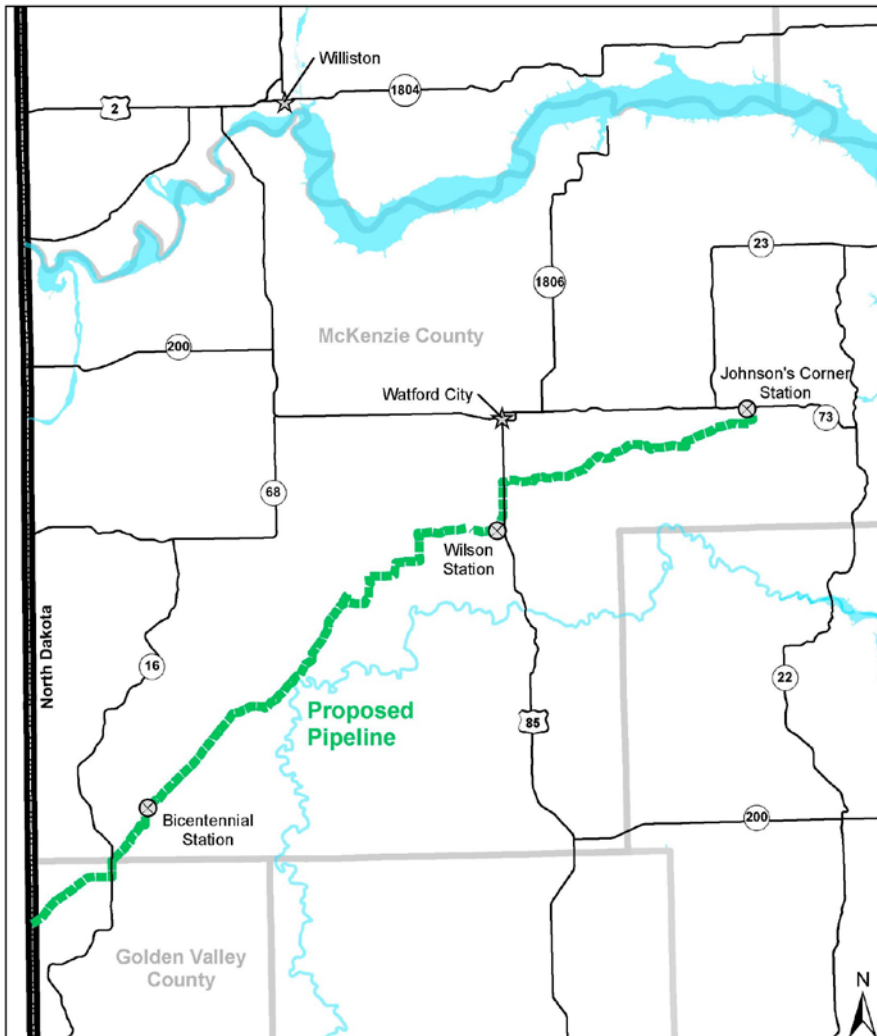 Williston
2
1804
23
1806
McKenzie County
200
Johnson's Corner
Station
Watford City
73
68
Wilson
Station
North Dakota
16
22
Proposed
Pipeline
85
Bicentennial
Station
200
Golden Valley
County
N